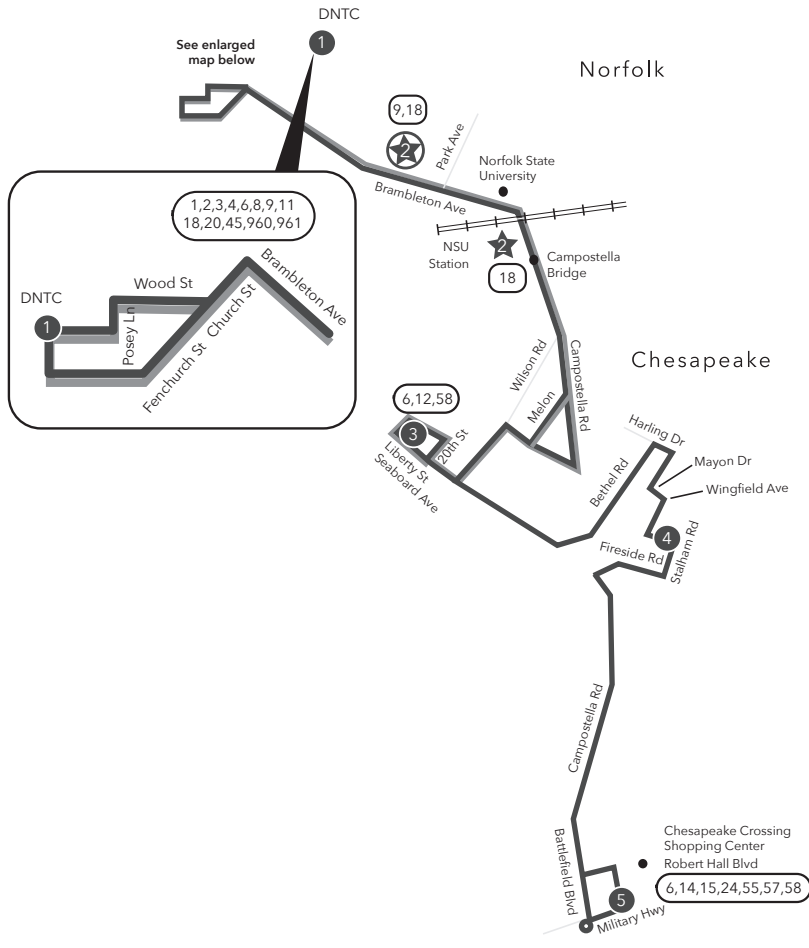 DNTC
1
See enlarged
map below
Norfolk
9,18
2
Park Ave
Norfolk State
University
Brambleton Ave
1,2,3,4,6,8,9,11
18,20,45,960,961
NSU
Station
2
18
Campostella
Bridge
Brambleton Ave
Wood St
DNTC
1
Posey Ln
Church St
Fenchurch St
Wilson Rd
Campostella Rd
Chesapeake
Melon
6,12,58
3
20th St
Liberty St
Seaboard Ave
Harling Dr
Bethel Rd
Mayon Dr
Wingfield Ave
4
Stalham Rd
Fireside Rd
Campostella Rd
Battlefield Blvd
Chesapeake Crossing
Shopping Center
Robert Hall Blvd
6,14,15,24,55,57,58
5
Military Hwy